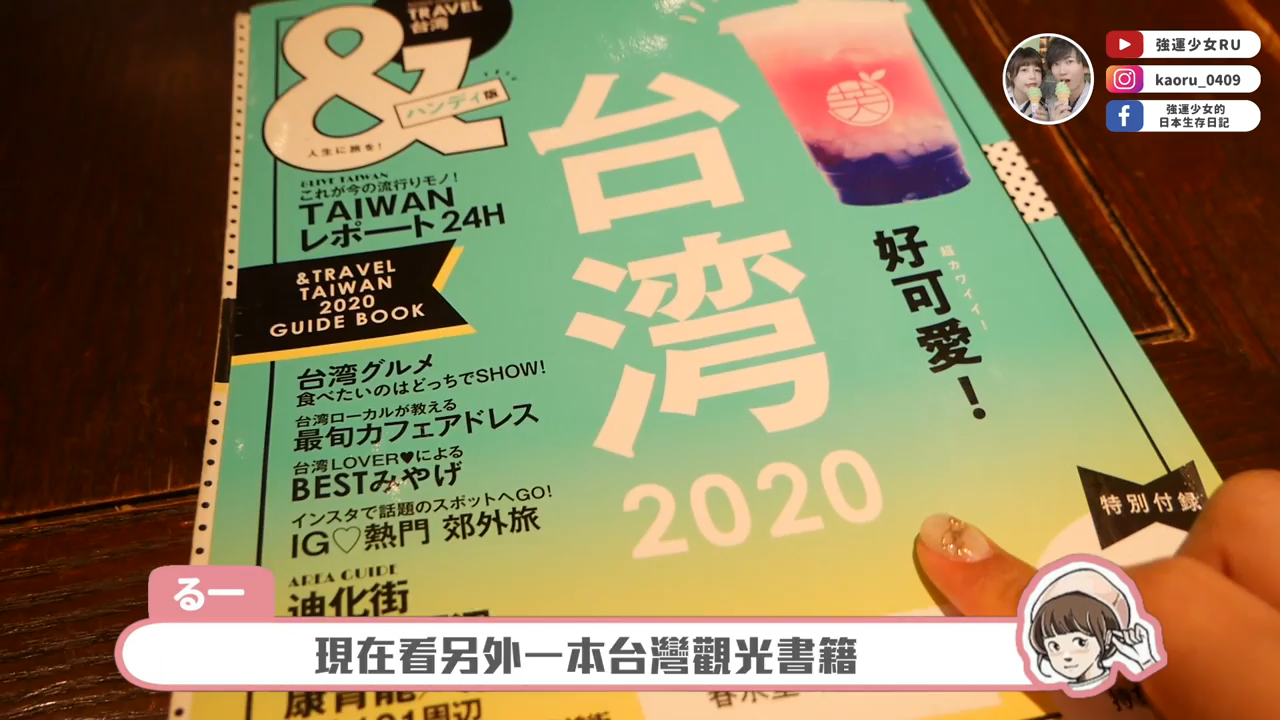 &
TRAVEL
台湾
ハンディ版
人生に旅を!
これが今の流行りモノ!
TAIWAN
レポート24H
&TRAVEL
TAIWAN
2020
GUIDE BOOK
台湾グルメ
食べたいのはどっちでSHOW!
台湾ローカルが教える
最旬カフェアドレス
台湾LOVER♥による
BESTみやげ
インスタで話題のスポットへGO!
IG♡熱門 郊外旅
AREA GUIDE
迪化街
台湾
2020
好可愛!
超カワイイ!
特別付録
強運少女RU
kaoru_0409
強運少女的
日本生存日記
るー
現在看另外一本台灣觀光書籍